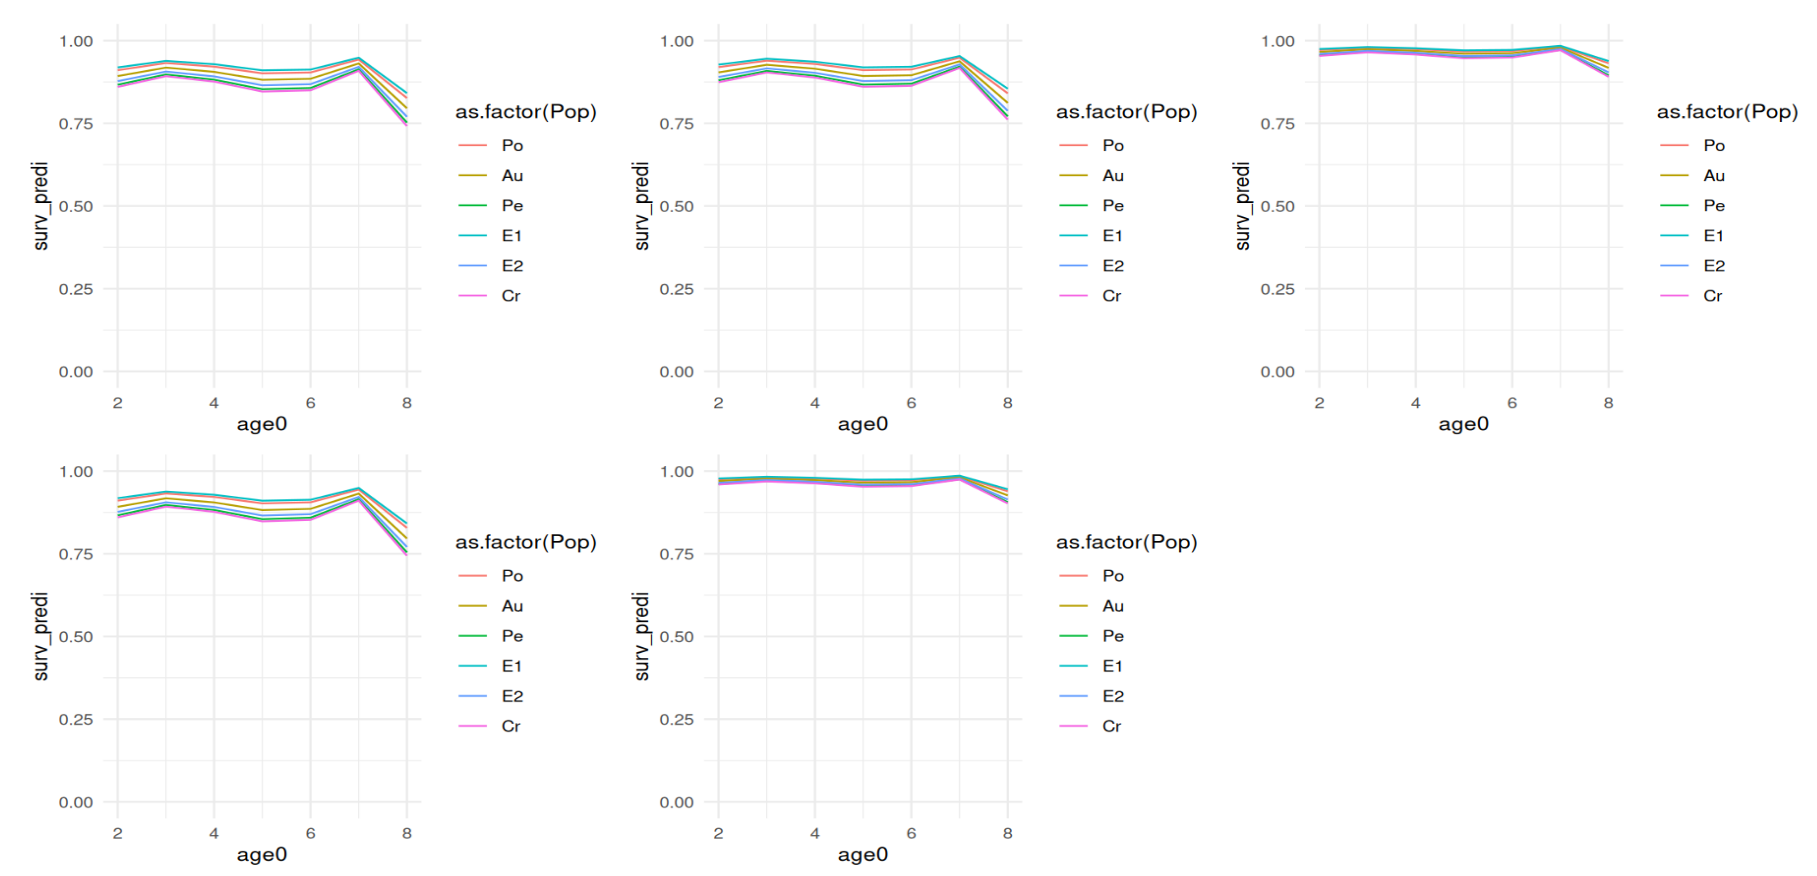 1.00
0.75
0.50
0.25
0.00
surv_predi
2 4 6 8
age0
as.factor(Pop)
Po
Au
Pe
E1
E2
Cr
1.00
0.75
0.50
0.25
0.00
surv_predi
2 4 6 8
age0
as.factor(Pop)
Po
Au
Pe
E1
E2
Cr
1.00
0.75
0.50
0.25
0.00
surv_predi
2 4 6 8
age0
as.factor(Pop)
Po
Au
Pe
E1
E2
Cr
1.00
0.75
0.50
0.25
0.00
surv_predi
2 4 6 8
age0
as.factor(Pop)
Po
Au
Pe
E1
E2
Cr
1.00
0.75
0.50
0.25
0.00
surv_predi
2 4 6 8
age0
as.factor(Pop)
Po
Au
Pe
E1
E2
Cr